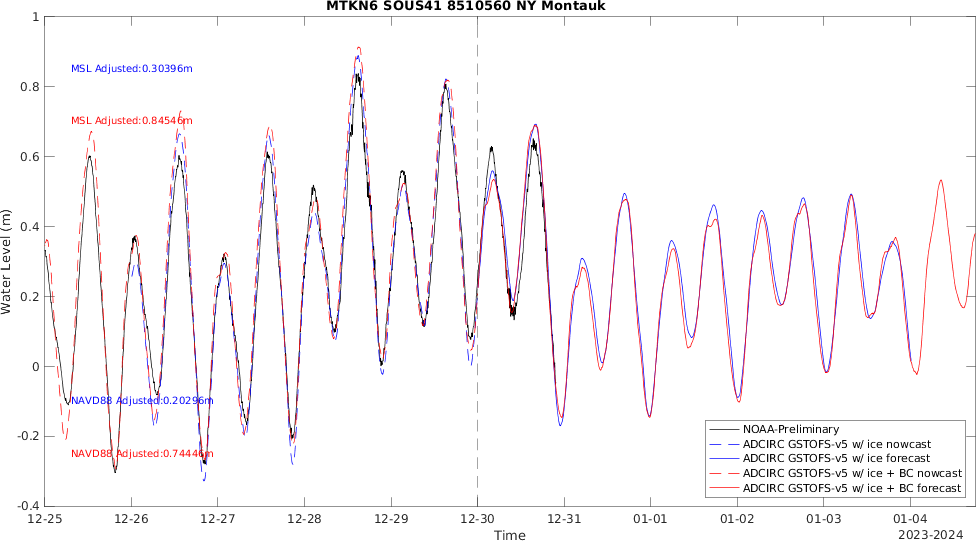 MTKN6 SOUS41 8510560 NY Montauk
1
0.8
0.6
0.4
0.2
0
-0.2
-0.4
Water Level (m)
MSL Adjusted:0.30396m
MSL Adjusted:0.84546m
NAVD88 Adjusted:0.20296m
NAVD88 Adjusted:0.74446m
NOAA-Preliminary
ADCIRC GSTOFS-v5 w/ ice nowcast
ADCIRC GSTOFS-v5 w/ ice forecast
ADCIRC GSTOFS-v5 w/ ice + BC nowcast
ADCIRC GSTOFS-v5 w/ ice + BC forecast
12-25 12-26 12-27 12-28 12-29 12-30 12-31 01-01 01-02 01-03 01-04
Time
2023-2024